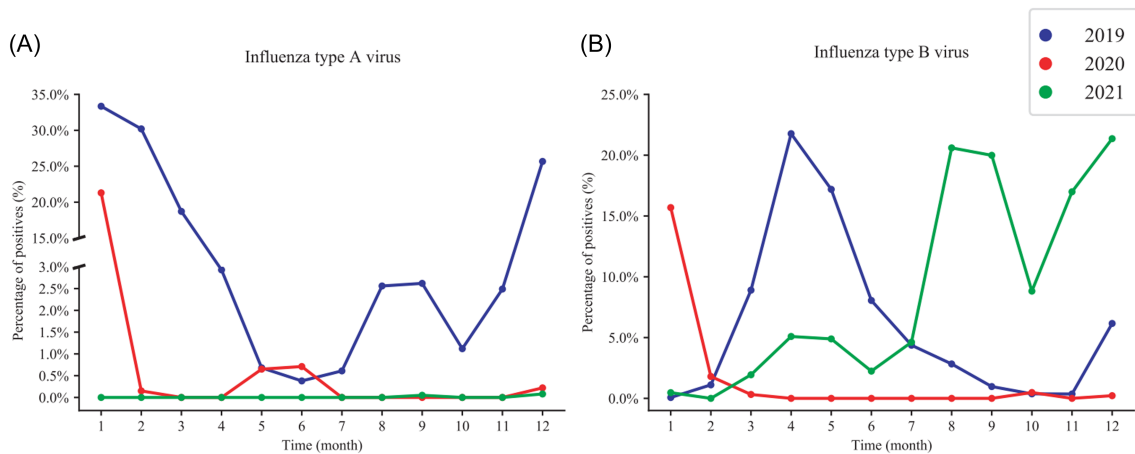 (A)
Influenza type A virus
Percentage of positives (%)
35.0%
30.0%
25.0%
20.0%
15.0%
3.0%
2.5%
2.0%
1.5%
1.0%
0.5%
0.0%
1 2 3 4 5 6 7 8 9 10 11 12
Time (month)
(B)
Influenza type B virus
2019
2020
2021
Percentage of positives (%)
25.0%
20.0%
15.0%
10.0%
5.0%
0.0%
1 2 3 4 5 6 7 8 9 10 11 12
Time (month)